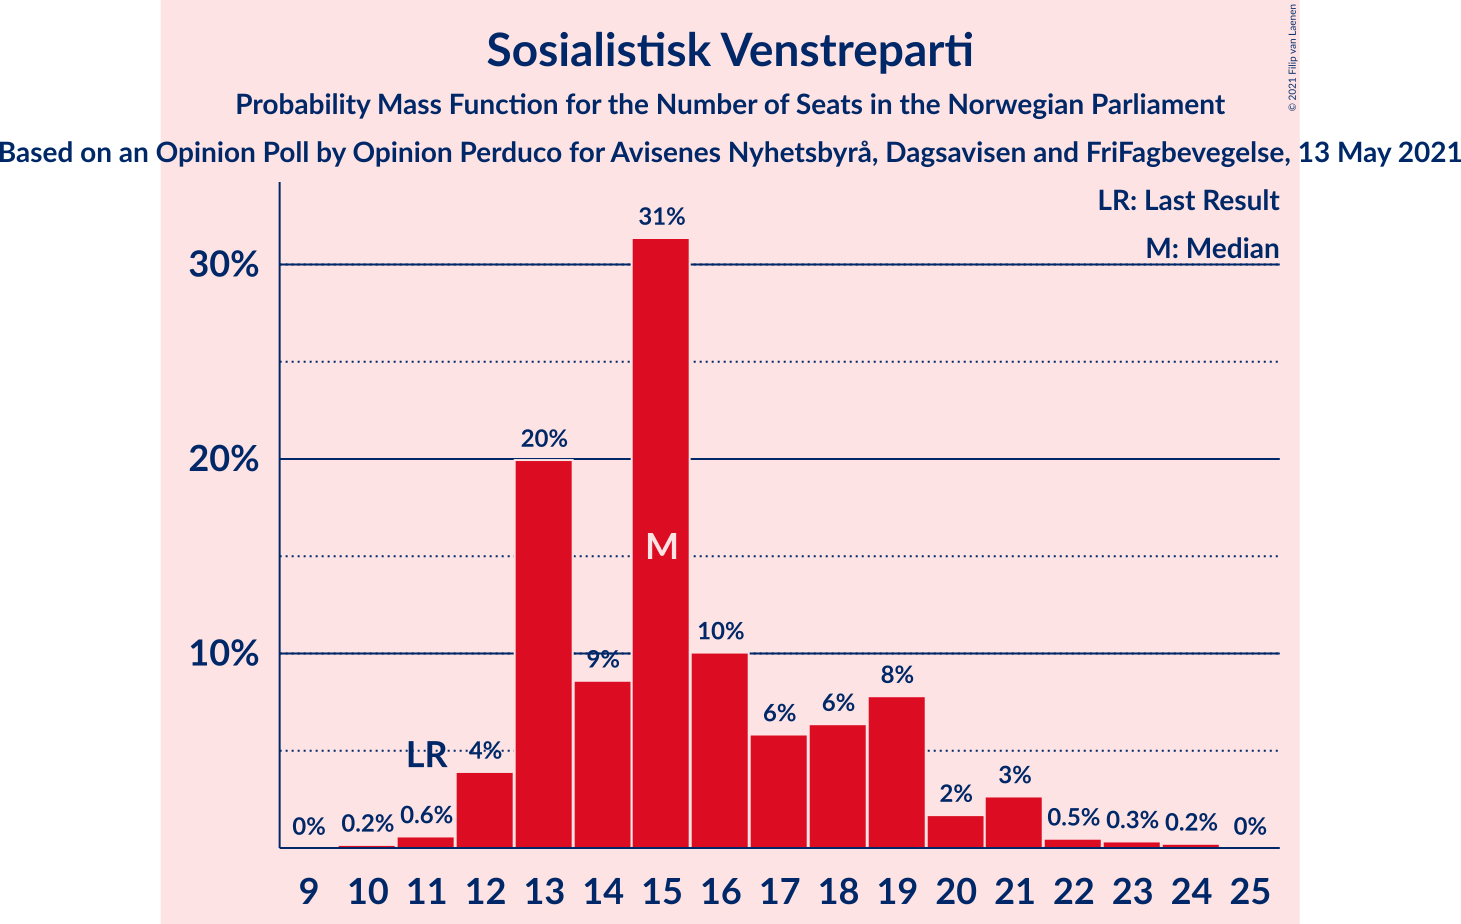 Sosialistisk Venstreparti
Probability Mass Function for the Number of Seats in the Norwegian Parliament
Based on an Opinion Poll by Opinion Perduco for Avisenes Nyhetsbyrå, Dagsavisen and FriFagbevegelse, 13 May 2021
© 2021 Filip van Laenen
LR: Last Result
M: Median
30%
20%
10%
0%
0.2%
0.6%
LR
4%
20%
9%
31%
M
10%
6%
6%
8%
2%
3%
0.5%
0.3%
0.2%
0%
9 10 11 12 13 14 15 16 17 18 19 20 21 22 23 24 25